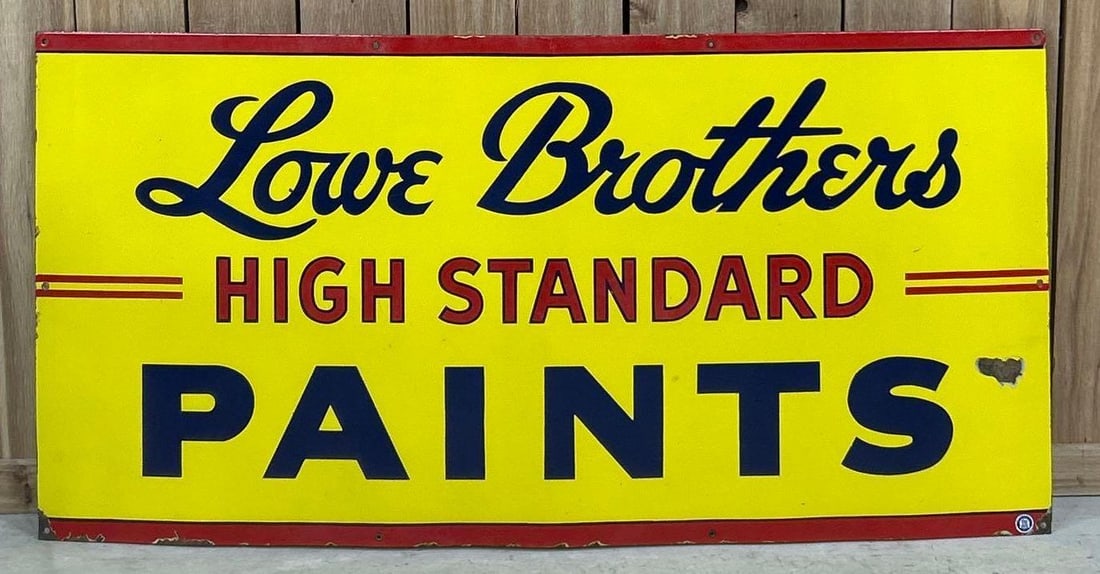 Lowe Brothers
HIGH STANDARD
PAINTS